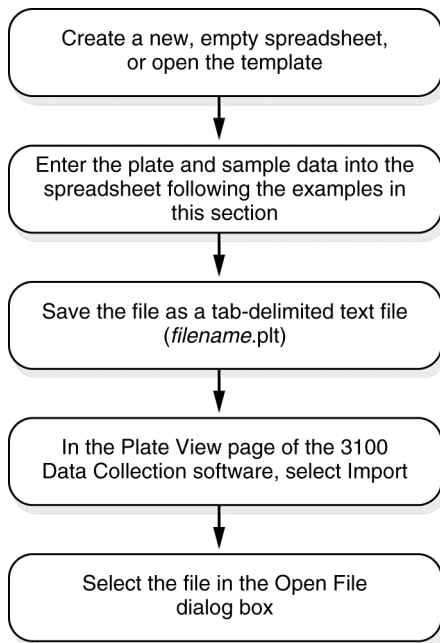 Create a new, empty spreadsheet,
or open the template
Enter the plate and sample data into the
spreadsheet following the examples in
this section
Save the file as a tab-delimited text file
(filename.plt)
In the Plate View page of the 3100
Data Collection software, select Import
Select the file in the Open File
dialog box